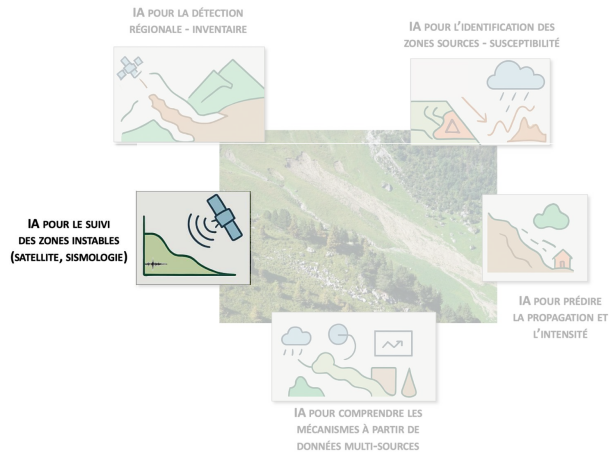 IA POUR LA DÉTECTION
RÉGIONALE - INVENTAIRE
IA POUR L'IDENTIFICATION DES
ZONES SOURCES - SUSCEPTIBILITÉ
IA POUR LE SUIVI
DES ZONES INSTABLES
(SATELLITE, SISMOLOGIE)
IA POUR PRÉDIRE
LA PROPAGATION ET
L'INTENSITÉ
IA POUR COMPRENDRE LES
MÉCANISMES À PARTIR DE
DONNÉES MULTI-SOURCES